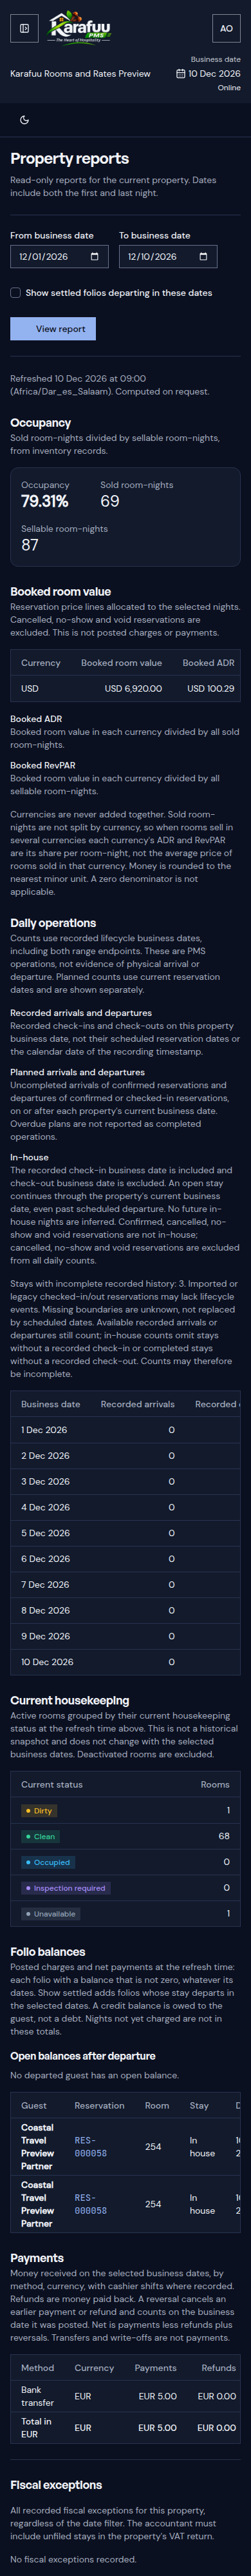 Karafuu
PMS
The Heart of Hospitality
AO
Business date
Karafuu Rooms and Rates Preview
10 Dec 2026
Online
Property reports
Read-only reports for the current property. Dates
include both the first and last night.
From business date
To business date
12/01/2026
12/10/2026
Show settled folios departing in these dates
View report
Refreshed 10 Dec 2026 at 09:00
(Africa/Dar_es_Salaam). Computed on request.
Occupancy
Sold room-nights divided by sellable room-nights,
from inventory records.
Occupancy
Sold room-nights
79.31%
69
Sellable room-nights
87
Booked room value
Reservation price lines allocated to the selected nights.
Cancelled, no-show and void reservations are
excluded. This is not posted charges or payments.
Currency Booked room value Booked ADR
USD USD 6,920.00 USD 100.29
Booked ADR
Booked room value in each currency divided by all sold
room-nights.
Booked RevPAR
Booked room value in each currency divided by all
sellable room-nights.
Currencies are never added together. Sold room-
nights are not split by currency, so when rooms sell in
several currencies each currency's ADR and RevPAR
are its share per room-night, not the average price of
rooms sold in that currency. Money is rounded to the
nearest minor unit. A zero denominator is not
applicable.
Daily operations
Counts use recorded lifecycle business dates,
including both range endpoints. These are PMS
operations, not evidence of physical arrival or
departure. Planned counts use current reservation
dates and are shown separately.
Recorded arrivals and departures
Recorded check-ins and check-outs on this property
business date, not their scheduled reservation dates or
the calendar date of the recording timestamp.
Planned arrivals and departures
Uncompleted arrivals of confirmed reservations and
departures of confirmed or checked-in reservations,
on or after each property's current business date.
Overdue plans are not reported as completed
operations.
In-house
The recorded check-in business date is included and
check-out business date is excluded. An open stay
continues through the property's current business
date, even past scheduled departure. No future in-
house nights are inferred. Confirmed, cancelled, no-
show and void reservations are not in-house;
cancelled, no-show and void reservations are excluded
from all daily counts.
Stays with incomplete recorded history: 3. Imported or
legacy checked-in/out reservations may lack lifecycle
events. Missing boundaries are unknown, not replaced
by scheduled dates. Available recorded arrivals or
departures still count; in-house counts omit stays
without a recorded check-in or completed stays
without a recorded check-out. Counts may therefore
be incomplete.
Business date Recorded arrivals Recorded
1 Dec 2026 0
2 Dec 2026 0
3 Dec 2026 0
4 Dec 2026 0
5 Dec 2026 0
6 Dec 2026 0
7 Dec 2026 0
8 Dec 2026 0
9 Dec 2026 0
10 Dec 2026 0
Current housekeeping
Active rooms grouped by their current housekeeping
status at the refresh time above. This is not a historical
snapshot and does not change with the selected
business dates. Deactivated rooms are excluded.
Current status Rooms
Dirty 1
Clean 68
Occupied 0
Inspection required 0
Unavailable 1
Folio balances
Posted charges and net payments at the refresh time:
each folio with a balance that is not zero, whatever its
dates. Show settled adds folios whose stay departs in
the selected dates. A credit balance is owed to the
guest, not a debt. Nights not yet charged are not in
these totals.
Open balances after departure
No departed guest has an open balance.
Guest Reservation Room Stay
Coastal
Travel
Preview
Partner
RES-
000058
254
In
house
Coastal
Travel
Preview
Partner
RES-
000058
254
In
house
Payments
Money received on the selected business dates, by
method, currency, with cashier shifts where recorded.
Refunds are money paid back. A reversal cancels an
earlier payment or refund and counts on the business
date it was posted. Net is payments less refunds plus
reversals. Transfers and write-offs are not payments.
Method Currency Payments Refunds
Bank
transfer
EUR EUR 5.00 EUR 0.00
Total in
EUR
EUR EUR 5.00 EUR 0.00
Fiscal exceptions
All recorded fiscal exceptions for this property,
regardless of the date filter. The accountant must
include unfiled stays in the property's VAT return.
No fiscal exceptions recorded.